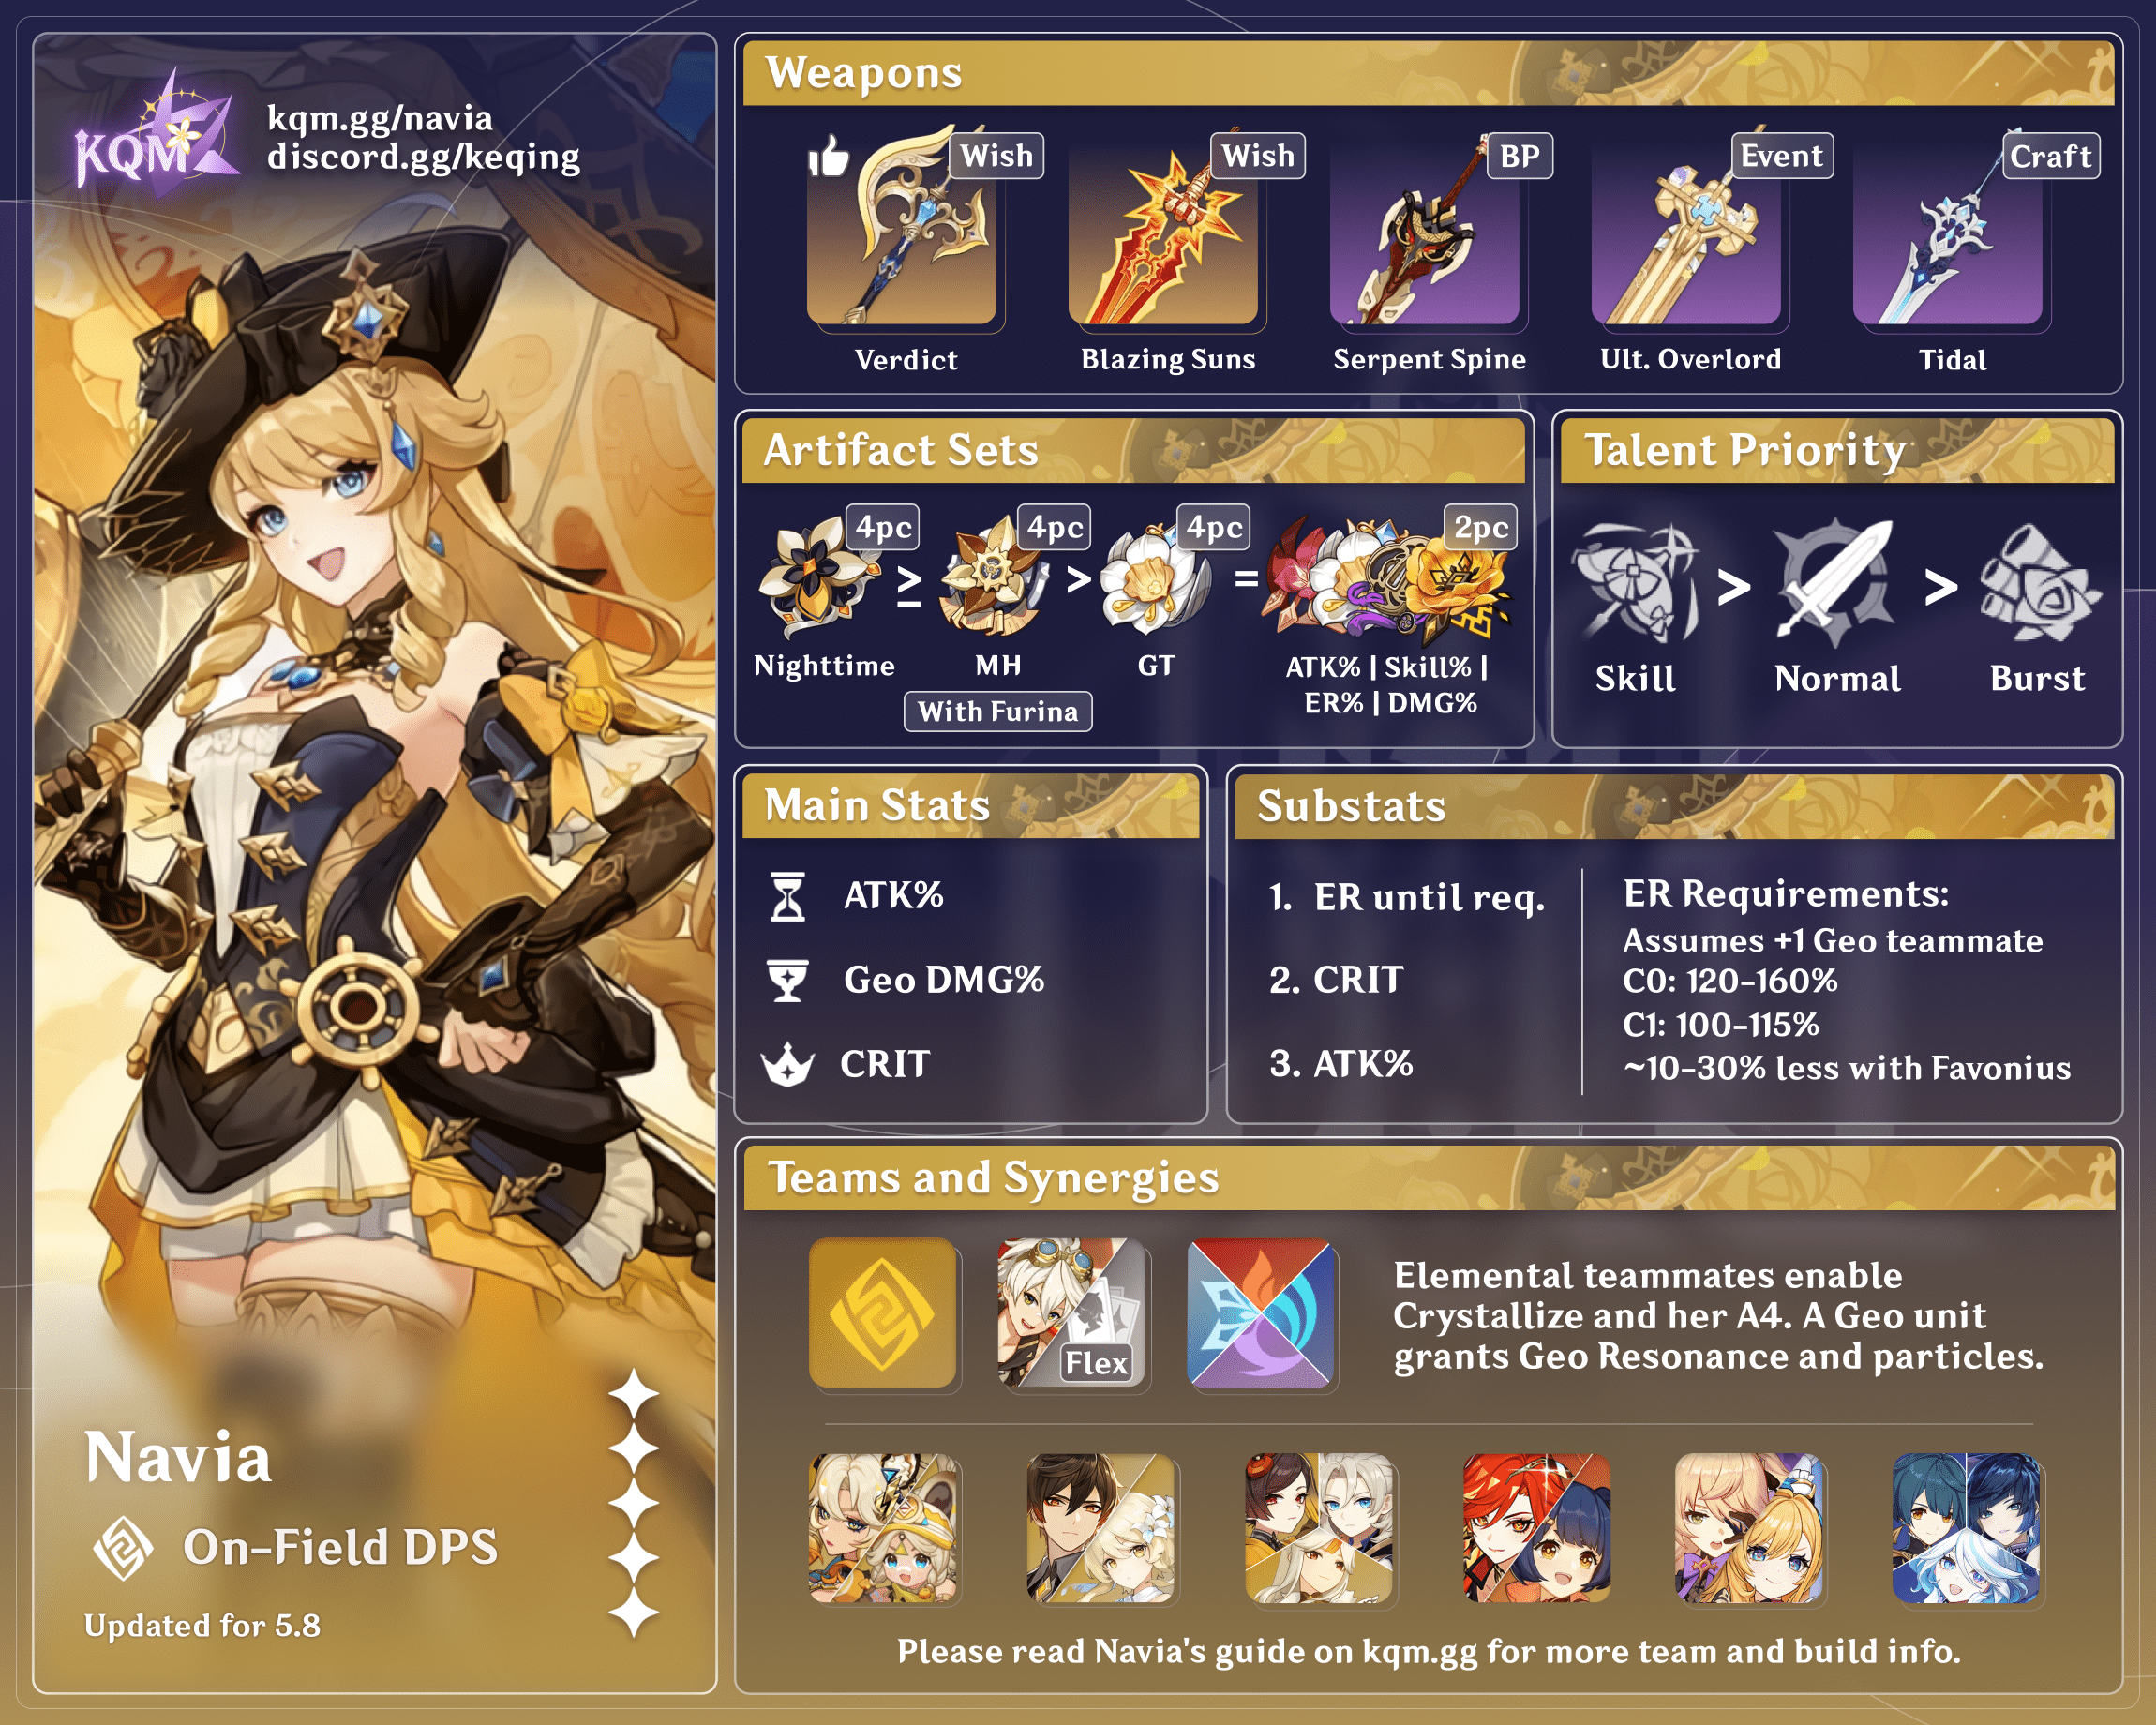 KQM
kqm.gg/navia
discord.gg/keqing
Navia
On-Field DPS
Updated for 5.8
Weapons
Wish
Wish
BP
Event
Craft
Verdict
Blazing Suns
Serpent Spine
Ult. Overlord
Tidal
Artifact Sets
4pc
≥
4pc
>
4pc
=
2pc
Nighttime
MH
GT
ATK% | Skill% |
ER% | DMG%
With Furina
Talent Priority
>
>
Skill
Normal
Burst
Main Stats
ATK%
Geo DMG%
CRIT
Substats
1. ER until req.
2. CRIT
3. ATK%
ER Requirements:
Assumes +1 Geo teammate
C0: 120-160%
C1: 100-115%
~10-30% less with Favonius
Teams and Synergies
Flex
Elemental teammates enable
Crystallize and her A4. A Geo unit
grants Geo Resonance and particles.
Please read Navia's guide on kqm.gg for more team and build info.